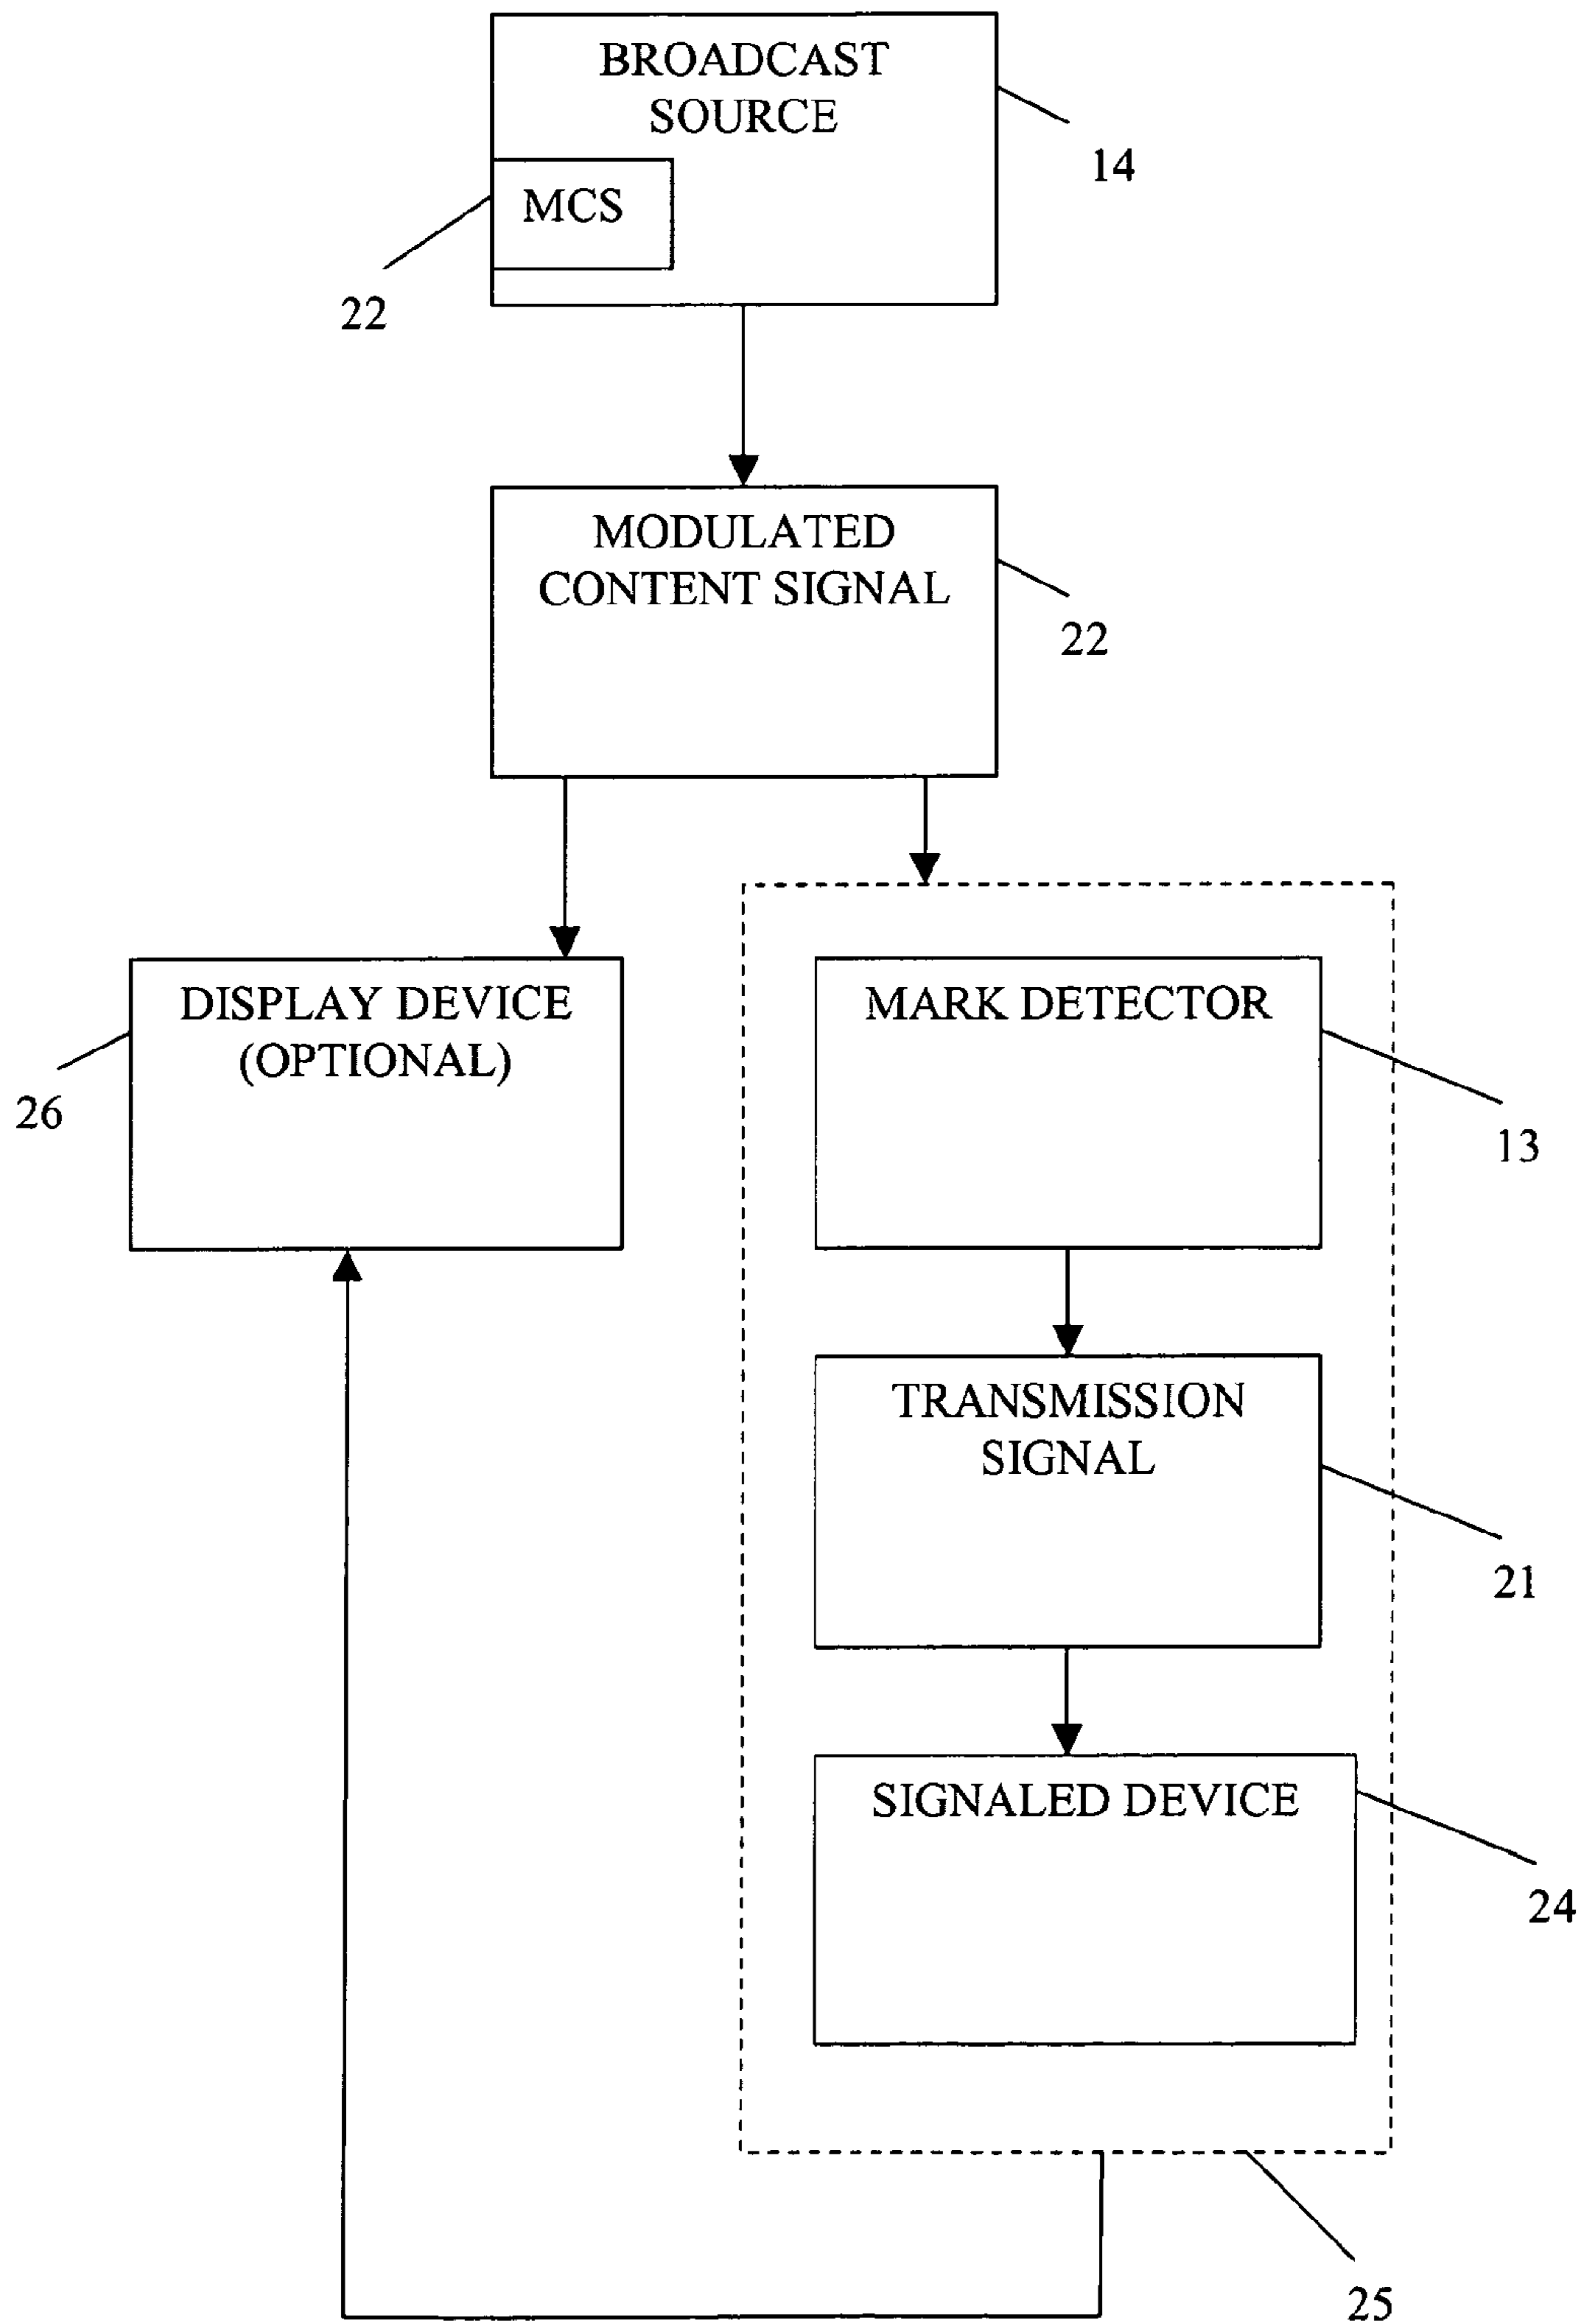 BROADCAST
SOURCE
14
MCS
22
MODULATED
CONTENT SIGNAL
22
DISPLAY DEVICE
(OPTIONAL)
26
MARK DETECTOR
13
TRANSMISSION
SIGNAL
21
SIGNALED DEVICE
24
25